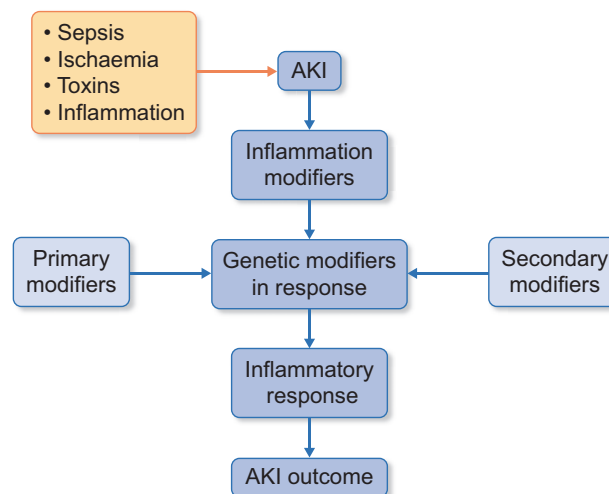 • Sepsis
• Ischaemia
• Toxins
• Inflammation
AKI
Inflammation
modifiers
Primary
modifiers
Genetic modifiers
in response
Secondary
modifiers
Inflammatory
response
AKI outcome